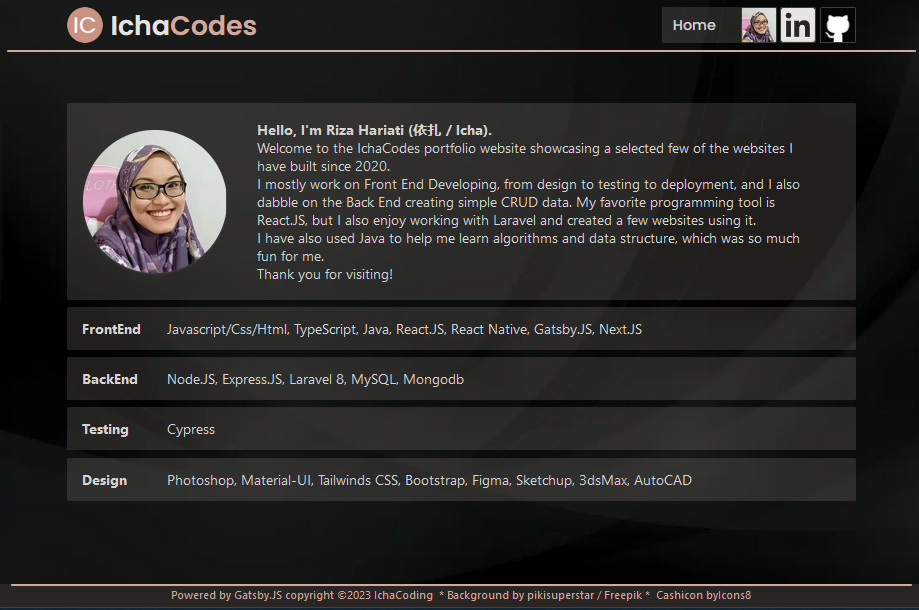 IC IchaCodes
Home
in
Hello, I'm Riza Hariati (依扎 / Icha).
Welcome to the IchaCodes portfolio website showcasing a selected few of the websites I
have built since 2020.
I mostly work on Front End Developing, from design to testing to deployment, and I also
dabble on the Back End creating simple CRUD data. My favorite programming tool is
ReactJS, but I also enjoy working with Laravel and created a few websites using it.
I have also used Java to help me learn algorithms and data structure, which was so much
fun for me.
Thank you for visiting!
FrontEnd Javascript/Css/Html, TypeScript, Java, React.JS, React Native, Gatsby.JS, Next.JS
BackEnd Node.JS, Express.JS, Laravel 8, MySQL, Mongodb
Testing Cypress
Design Photoshop, Material-UI, Tailwinds CSS, Bootstrap, Figma, Sketchup, 3dsMax, AutoCAD
Powered by Gatsby.JS copyright ©2023 IchaCoding * Background by pikisuperstar / Freepik * Cashicon byIcons8